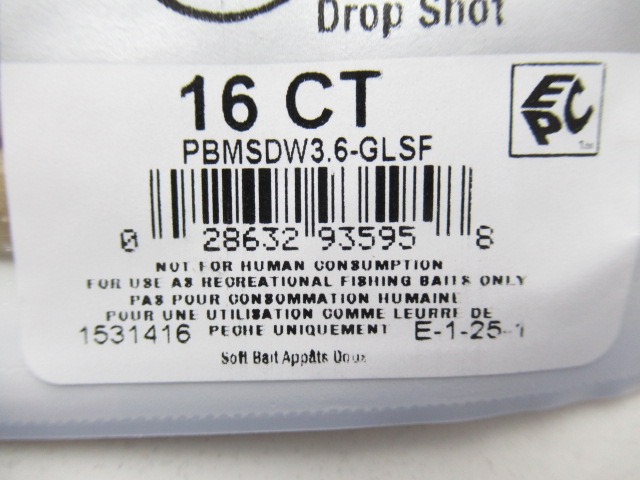 Drop Shot
16 CT
EPC
PBMSDW3.6-GLSF
0 28632 93595 8
NOT FOR HUMAN CONSUMPTION
FOR USE AS RECREATIONAL FISHING BAITS ONLY
PAS POUR CONSOMMATION HUMAINE
POUR UNE UTILISATION COMME LEURRE DE
1531416 PECHE UNIQUEMENT E-1-25-1
Soft Bait Appâts Doux